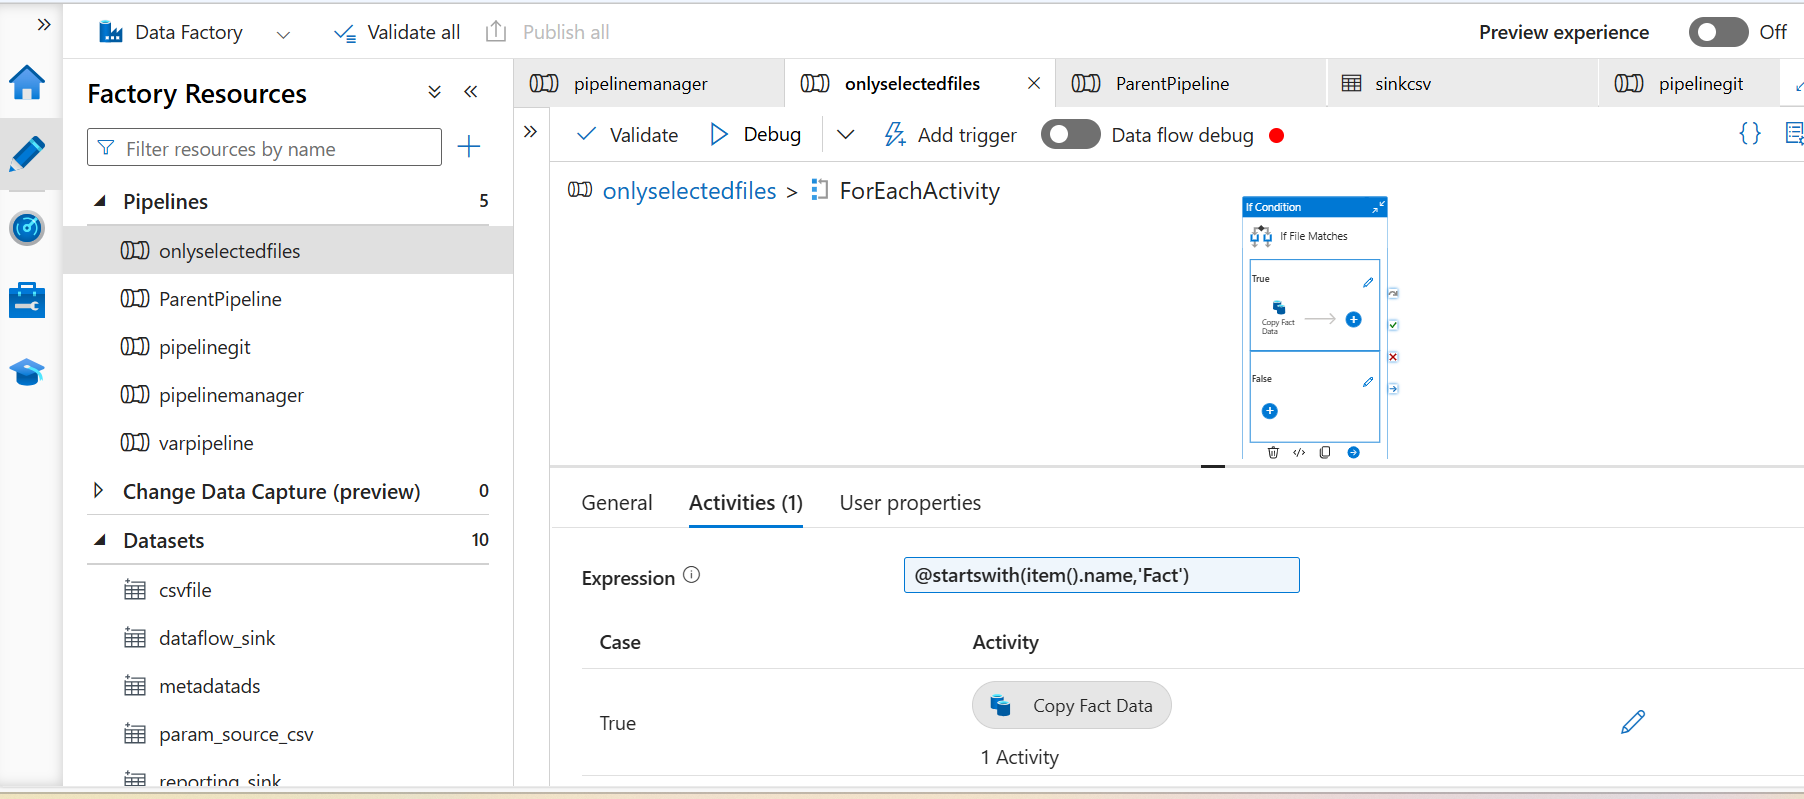 Data Factory
Validate all
Publish all
Preview experience
Off
Factory Resources
Filter resources by name
Pipelines 5
onlyselectedfiles
ParentPipeline
pipelinegit
pipelinemanager
varpipeline
Change Data Capture (preview) 0
Datasets 10
csvfile
dataflow_sink
metadatads
param_source_csv
reporting_sink
pipelinemanager
onlyselectedfiles
ParentPipeline
sinkcsv
pipelinegit
Validate
Debug
Add trigger
Data flow debug
onlyselectedfiles > ForEachActivity
If Condition
If File Matches
True
Copy Fact
Data
False
General
Activities (1)
User properties
Expression
@startswith(item().name,'Fact')
Case Activity
True
Copy Fact Data
1 Activity